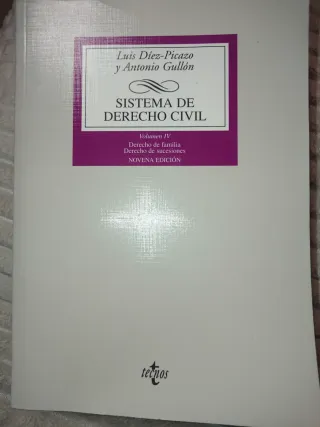 Luis Díez-Picazo
y Antonio Gullón
SISTEMA DE
DERECHO CIVIL
Volumen IV
Derecho de familia
Derecho de sucesiones
NOVENA EDICIÓN
tecnos